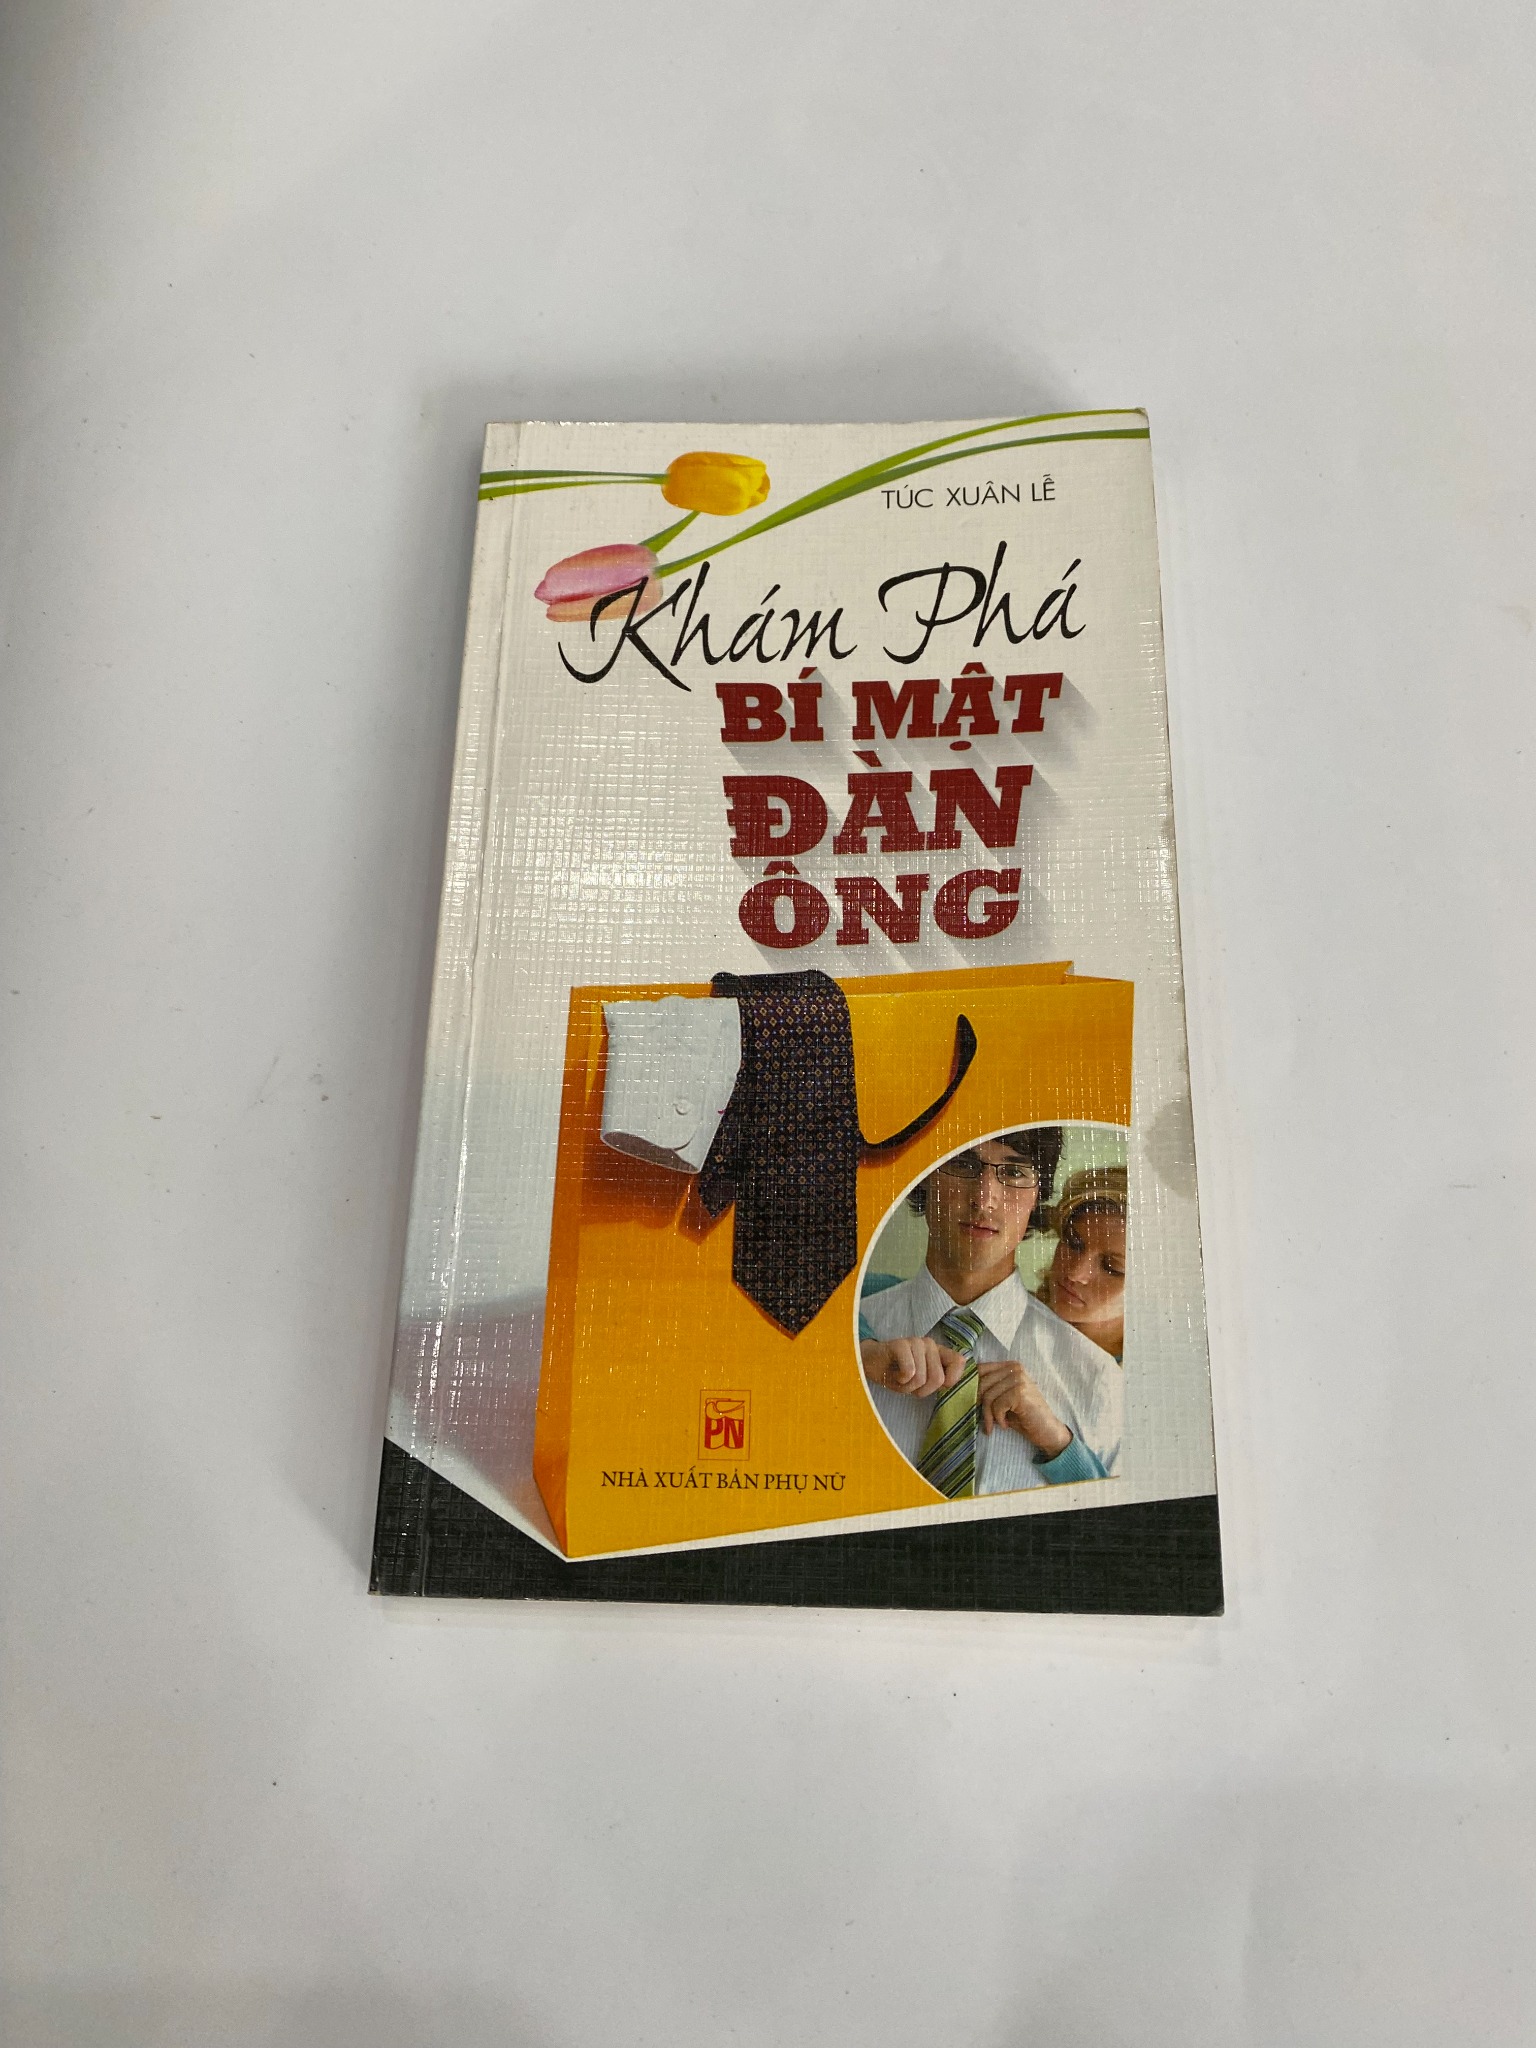 TÚC XUÂN LỄ
Khám Phá
BÍ MẬT
ĐÀN
ÔNG
PN
NHÀ XUẤT BẢN PHỤ NỮ